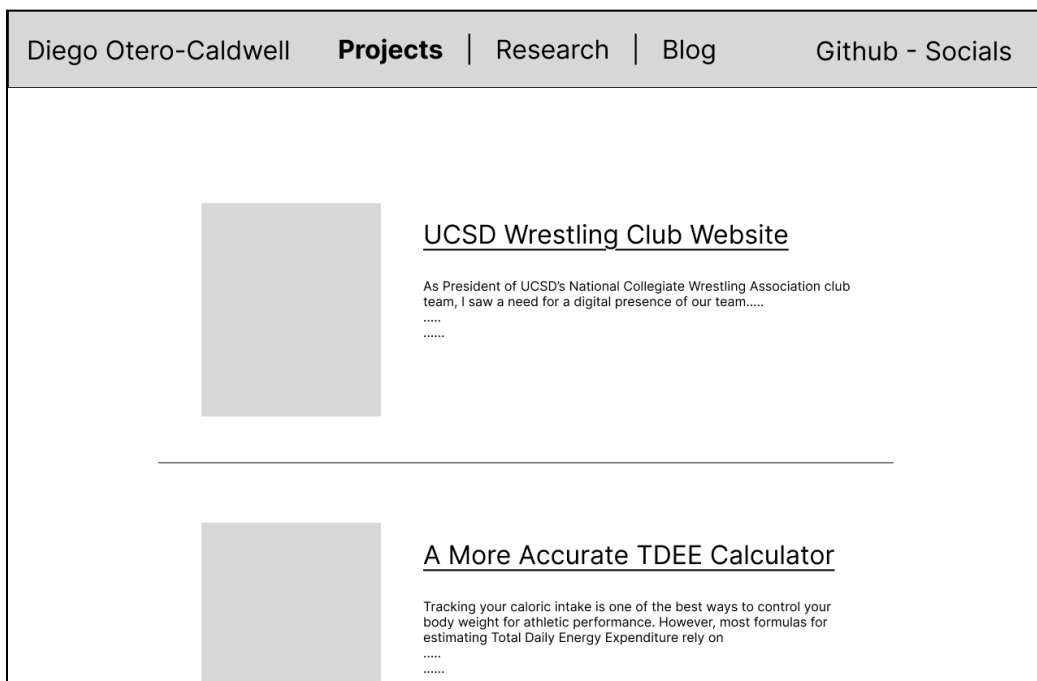 Diego Otero-Caldwell Projects | Research | Blog Github - Socials
UCSD Wrestling Club Website
As President of UCSD’s National Collegiate Wrestling Association club
team, I saw a need for a digital presence of our team.....
.....
......
A More Accurate TDEE Calculator
Tracking your caloric intake is one of the best ways to control your
body weight for athletic performance. However, most formulas for
estimating Total Daily Energy Expenditure rely on
.....
......